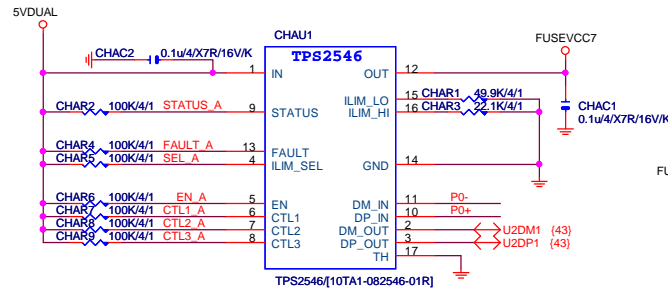 5VDUAL
CHAU1
FUSEVCC7
CHAC2 0.1u/4/X7R/16V/K
TPS2546
1 IN OUT 12
CHAC1
0.1u/4/X7R/16V/K
ILIM_LO 15 CHAR1 49.9K/4/1
CHAR2 100K/4/1 STATUS_A 9 STATUS
ILIM_HI 16 CHAR3 22.1K/4/1
CHAR4 100K/4/1 FAULT_A 13 FAULT
CHAR5 100K/4/1 SEL_A 4 ILIM_SEL
GND 14
FU
CHAR6 100K/4/1 EN_A 5 EN
DM_IN 11 P0-
CHAR7 100K/4/1 CTL1_A 6 CTL1
DP_IN 10 P0+
CHAR8 100K/4/1 CTL2_A 7 CTL2
DM_OUT 2 U2DM1 {43}
CHAR9 100K/4/1 CTL3_A 8 CTL3
DP_OUT 3 U2DP1 {43}
TH 17
TPS2546/[10TA1-082546-01R]